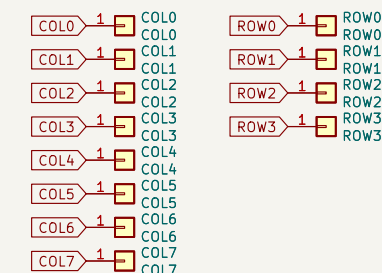 COL0 1 COL0
COL0
COL1 1 COL1
COL1
COL2 1 COL2
COL2
COL3 1 COL3
COL3
COL4 1 COL4
COL4
COL5 1 COL5
COL5
COL6 1 COL6
COL6
COL7 1 COL7
COL7
ROW0 1 ROW0
ROW0
ROW1 1 ROW1
ROW1
ROW2 1 ROW2
ROW2
ROW3 1 ROW3
ROW3